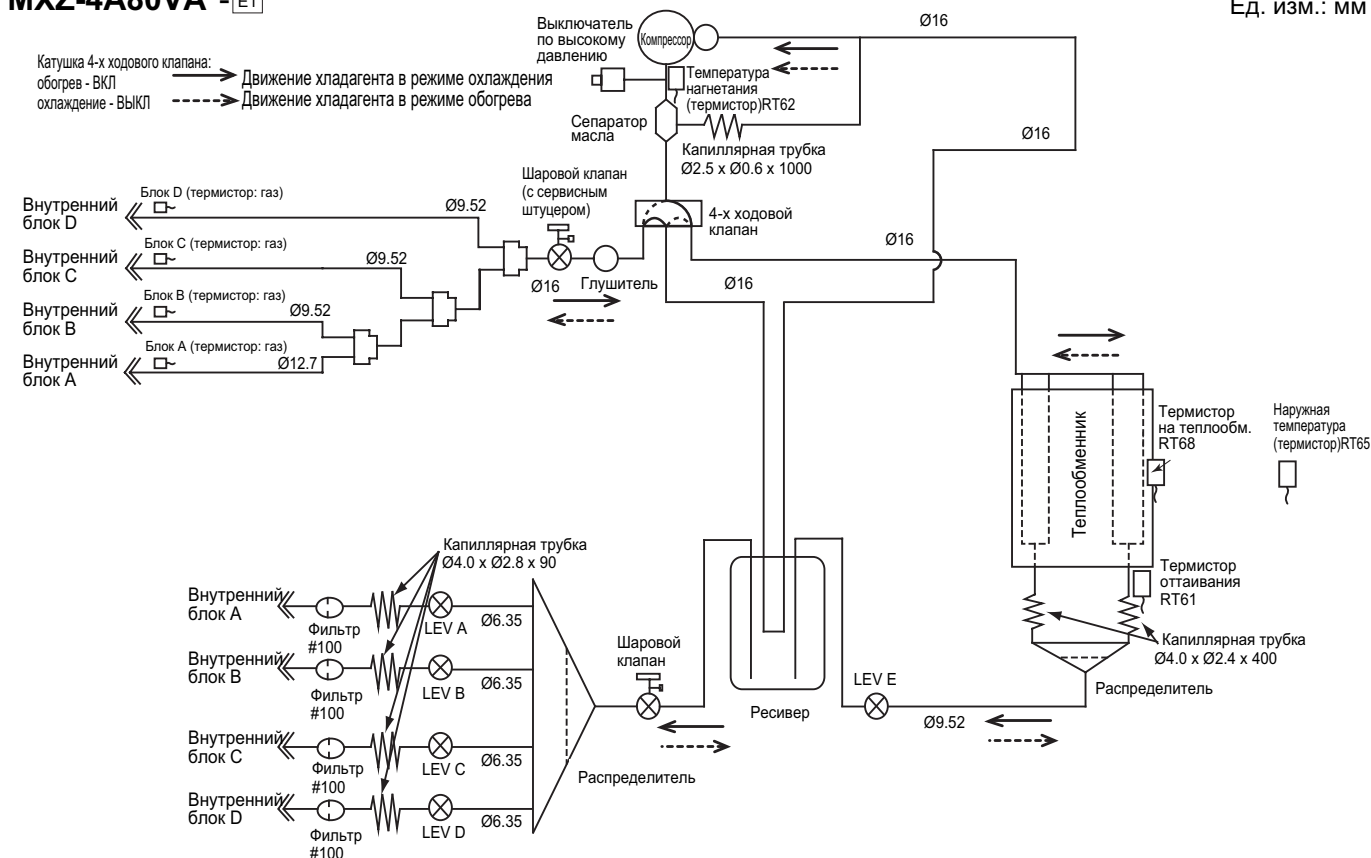 MXZ-4A80VA - E1
Ед. изм.: мм
Катушка 4-х ходового клапана:
обогрев - ВКЛ
охлаждение - ВЫКЛ
Движение хладагента в режиме охлаждения
Движение хладагента в режиме обогрева
Выключатель
по высокому
давлению
Компрессор
Ø16
Температура
нагнетания
(термистор)RT62
Сепаратор
масла
Капиллярная трубка
Ø2.5 x Ø0.6 x 1000
Ø16
Шаровой клапан
(с сервисным
штуцером)
4-х ходовой
клапан
Внутренний
блок D
Блок D (термистор: газ)
Ø9.52
Внутренний
блок C
Блок C (термистор: газ)
Ø9.52
Внутренний
блок B
Блок B (термистор: газ)
Ø9.52
Внутренний
блок A
Блок A (термистор: газ)
Ø12.7
Ø16
Глушитель
Ø16
Ø16
Теплообменник
Термистор
на теплообм.
RT68
Наружная
температура
(термистор)RT65
Термистор
оттаивания
RT61
Капиллярная трубка
Ø4.0 x Ø2.4 x 400
Распределитель
Капиллярная трубка
Ø4.0 x Ø2.8 x 90
Внутренний
блок A
Фильтр
#100
LEV A
Ø6.35
Внутренний
блок B
Фильтр
#100
LEV B
Ø6.35
Внутренний
блок C
Фильтр
#100
LEV C
Ø6.35
Внутренний
блок D
Фильтр
#100
LEV D
Ø6.35
Распределитель
Шаровой
клапан
Ресивер
LEV E
Ø9.52